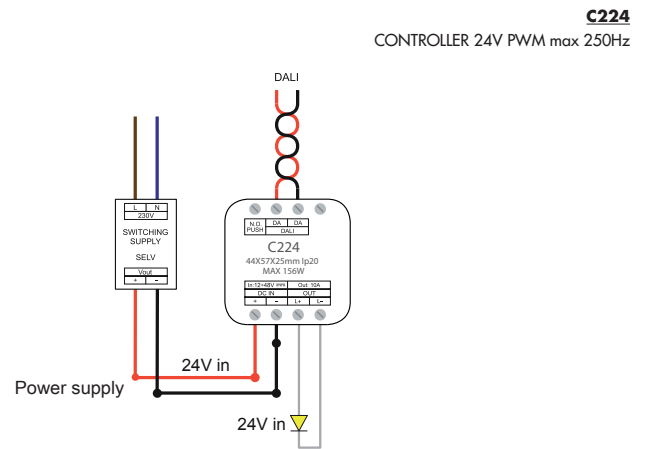 C224
CONTROLLER 24V PWM max 250Hz
DALI
L N
230V
SWITCHING
SUPPLY
SELV
Vout
+ −
N.O. DA DA
PUSH DALI
C224
44X57X25mm Ip20
MAX 156W
In:12÷48V Out: 10A
DC IN OUT
+ − L+ L−
24V in
Power supply
24V in